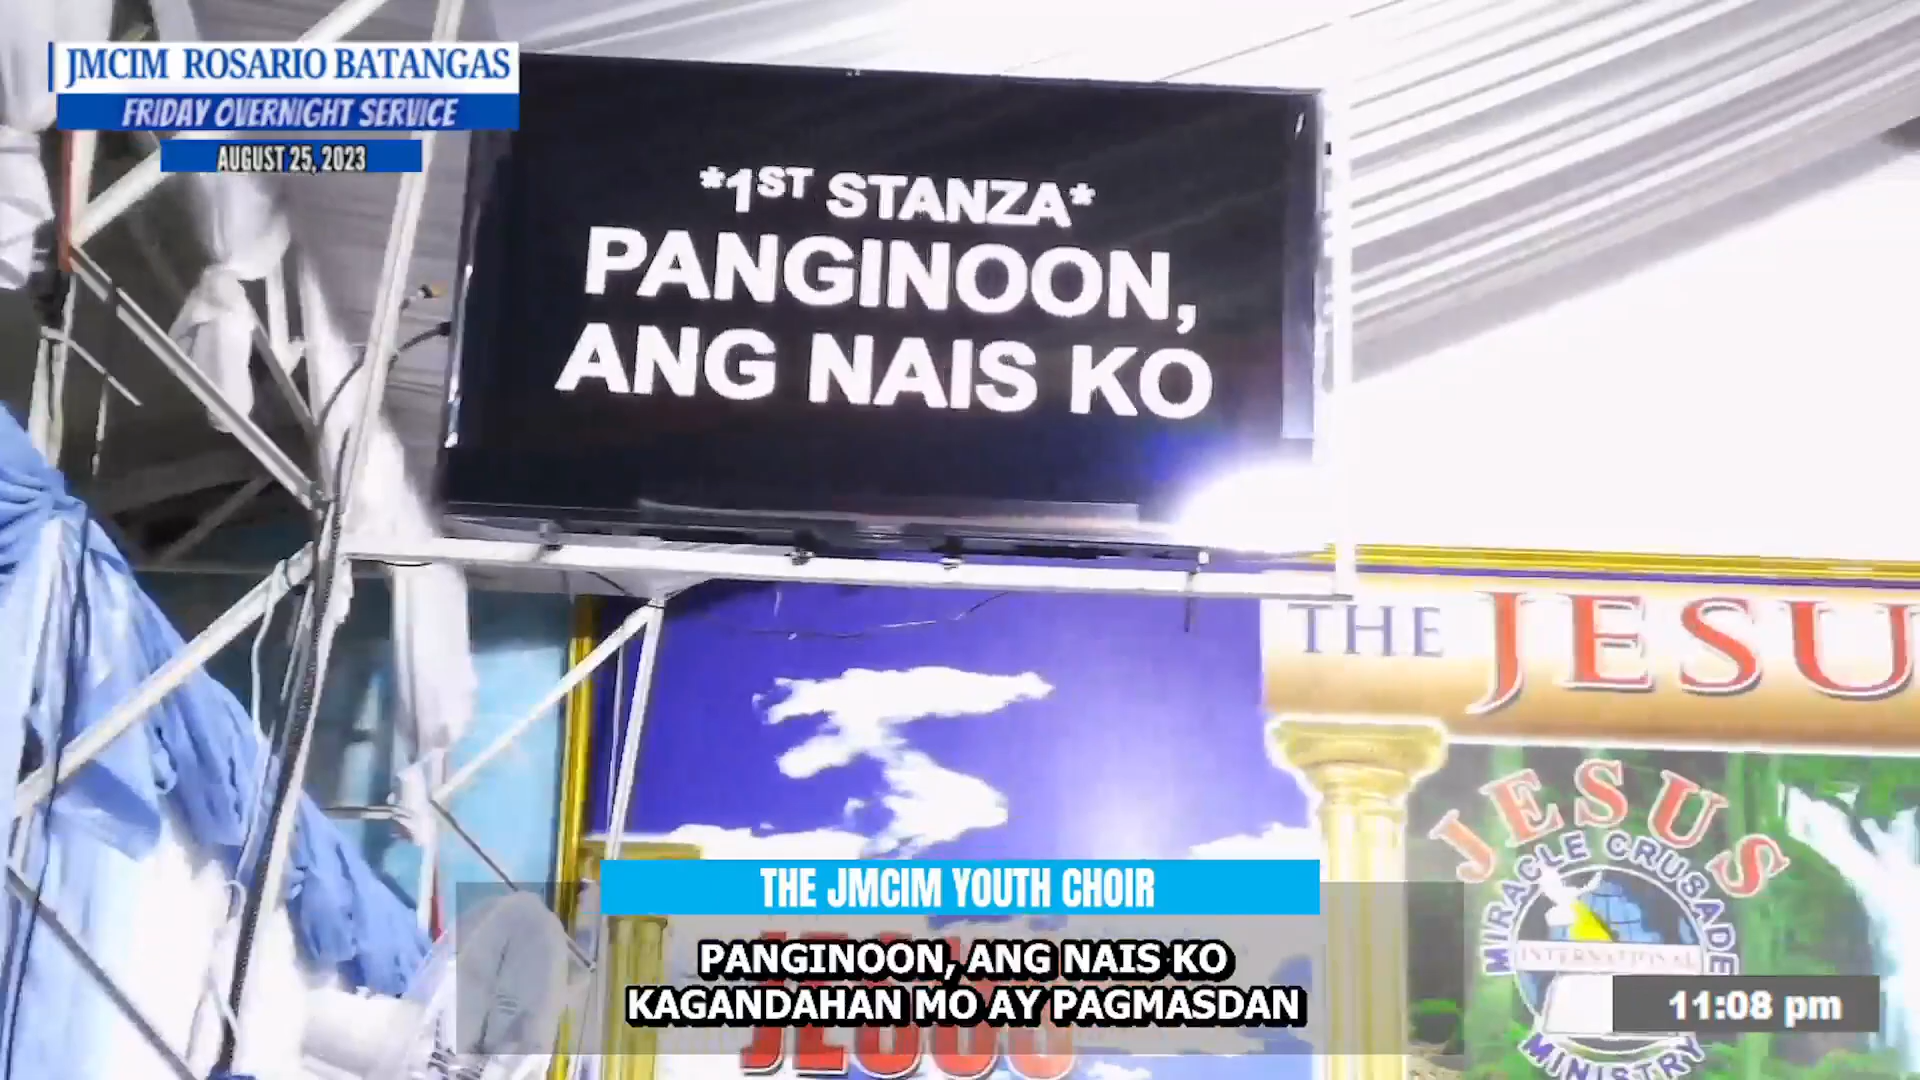 JMCIM ROSARIO BATANGAS
FRIDAY OVERNIGHT SERVICE
AUGUST 25, 2023
*1ST STANZA*
PANGINOON,
ANG NAIS KO
THE JESU
JESUS
MIRACLE CRUSADE
INTERNATIONAL
MINISTRY
THE JMCIM YOUTH CHOIR
PANGINOON, ANG NAIS KO
KAGANDAHAN MO AY PAGMASDAN
JESUS
11:08 pm